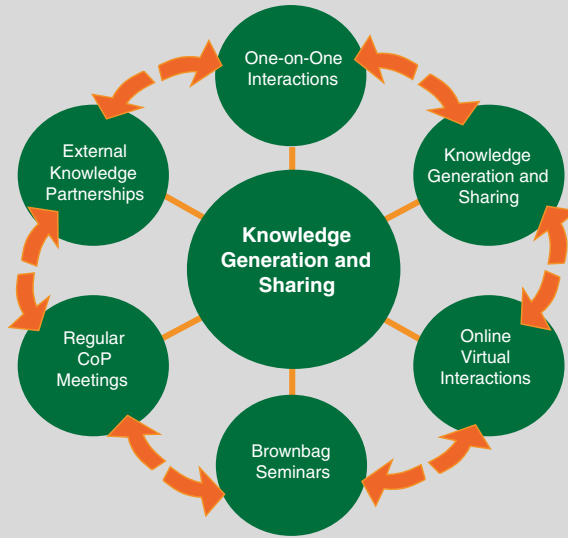 One-on-One
Interactions
External
Knowledge
Partnerships
Knowledge
Generation and
Sharing
Knowledge
Generation and
Sharing
Regular
CoP
Meetings
Online
Virtual
Interactions
Brownbag
Seminars